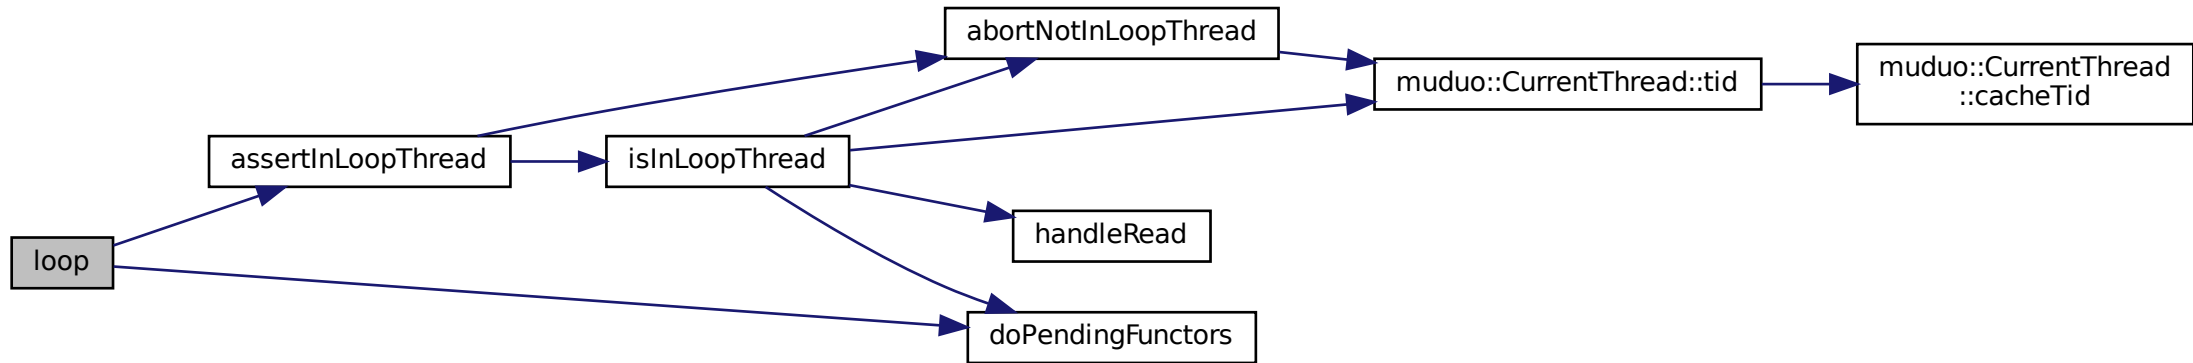 abortNotInLoopThread
muduo::CurrentThread::tid
muduo::CurrentThread
::cacheTid
assertInLoopThread
isInLoopThread
handleRead
loop
doPendingFunctors